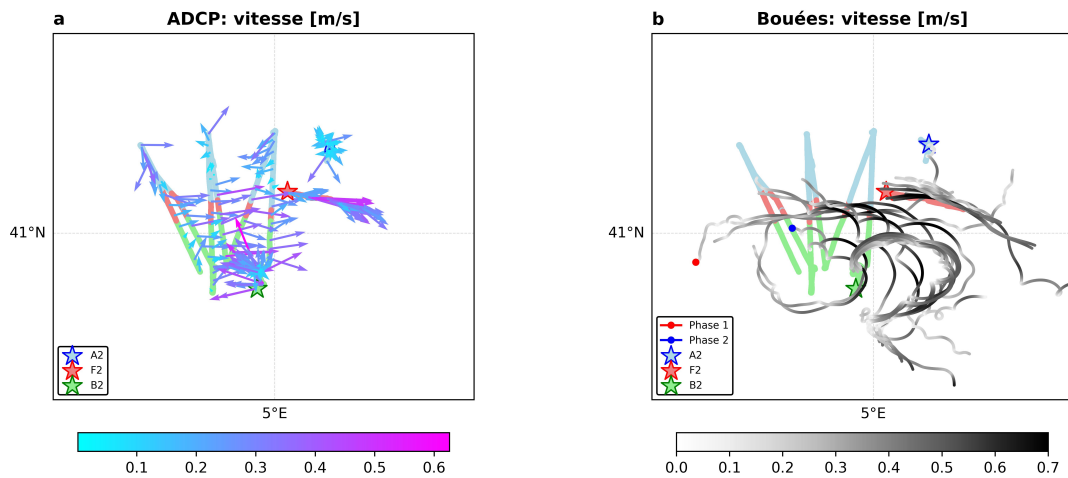 a ADCP: vitesse [m/s]
41°N
A2
F2
B2
5°E
0.1 0.2 0.3 0.4 0.5 0.6
b Bouées: vitesse [m/s]
41°N
Phase 1
Phase 2
A2
F2
B2
5°E
0.0 0.1 0.2 0.3 0.4 0.5 0.6 0.7